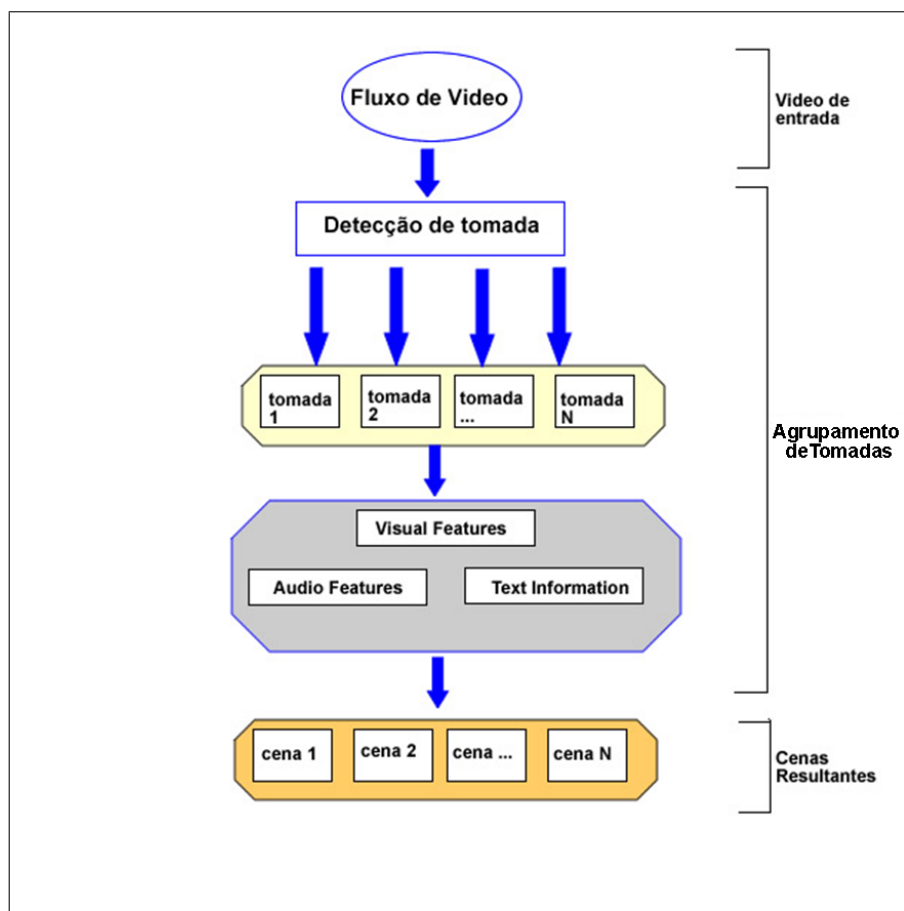 Fluxo de Video
Video de
entrada
Detecção de tomada
tomada
1
tomada
2
tomada
...
tomada
N
Agrupamento
deTomadas
Visual Features
Audio Features
Text Information
cena 1
cena 2
cena ...
cena N
Cenas
Resultantes